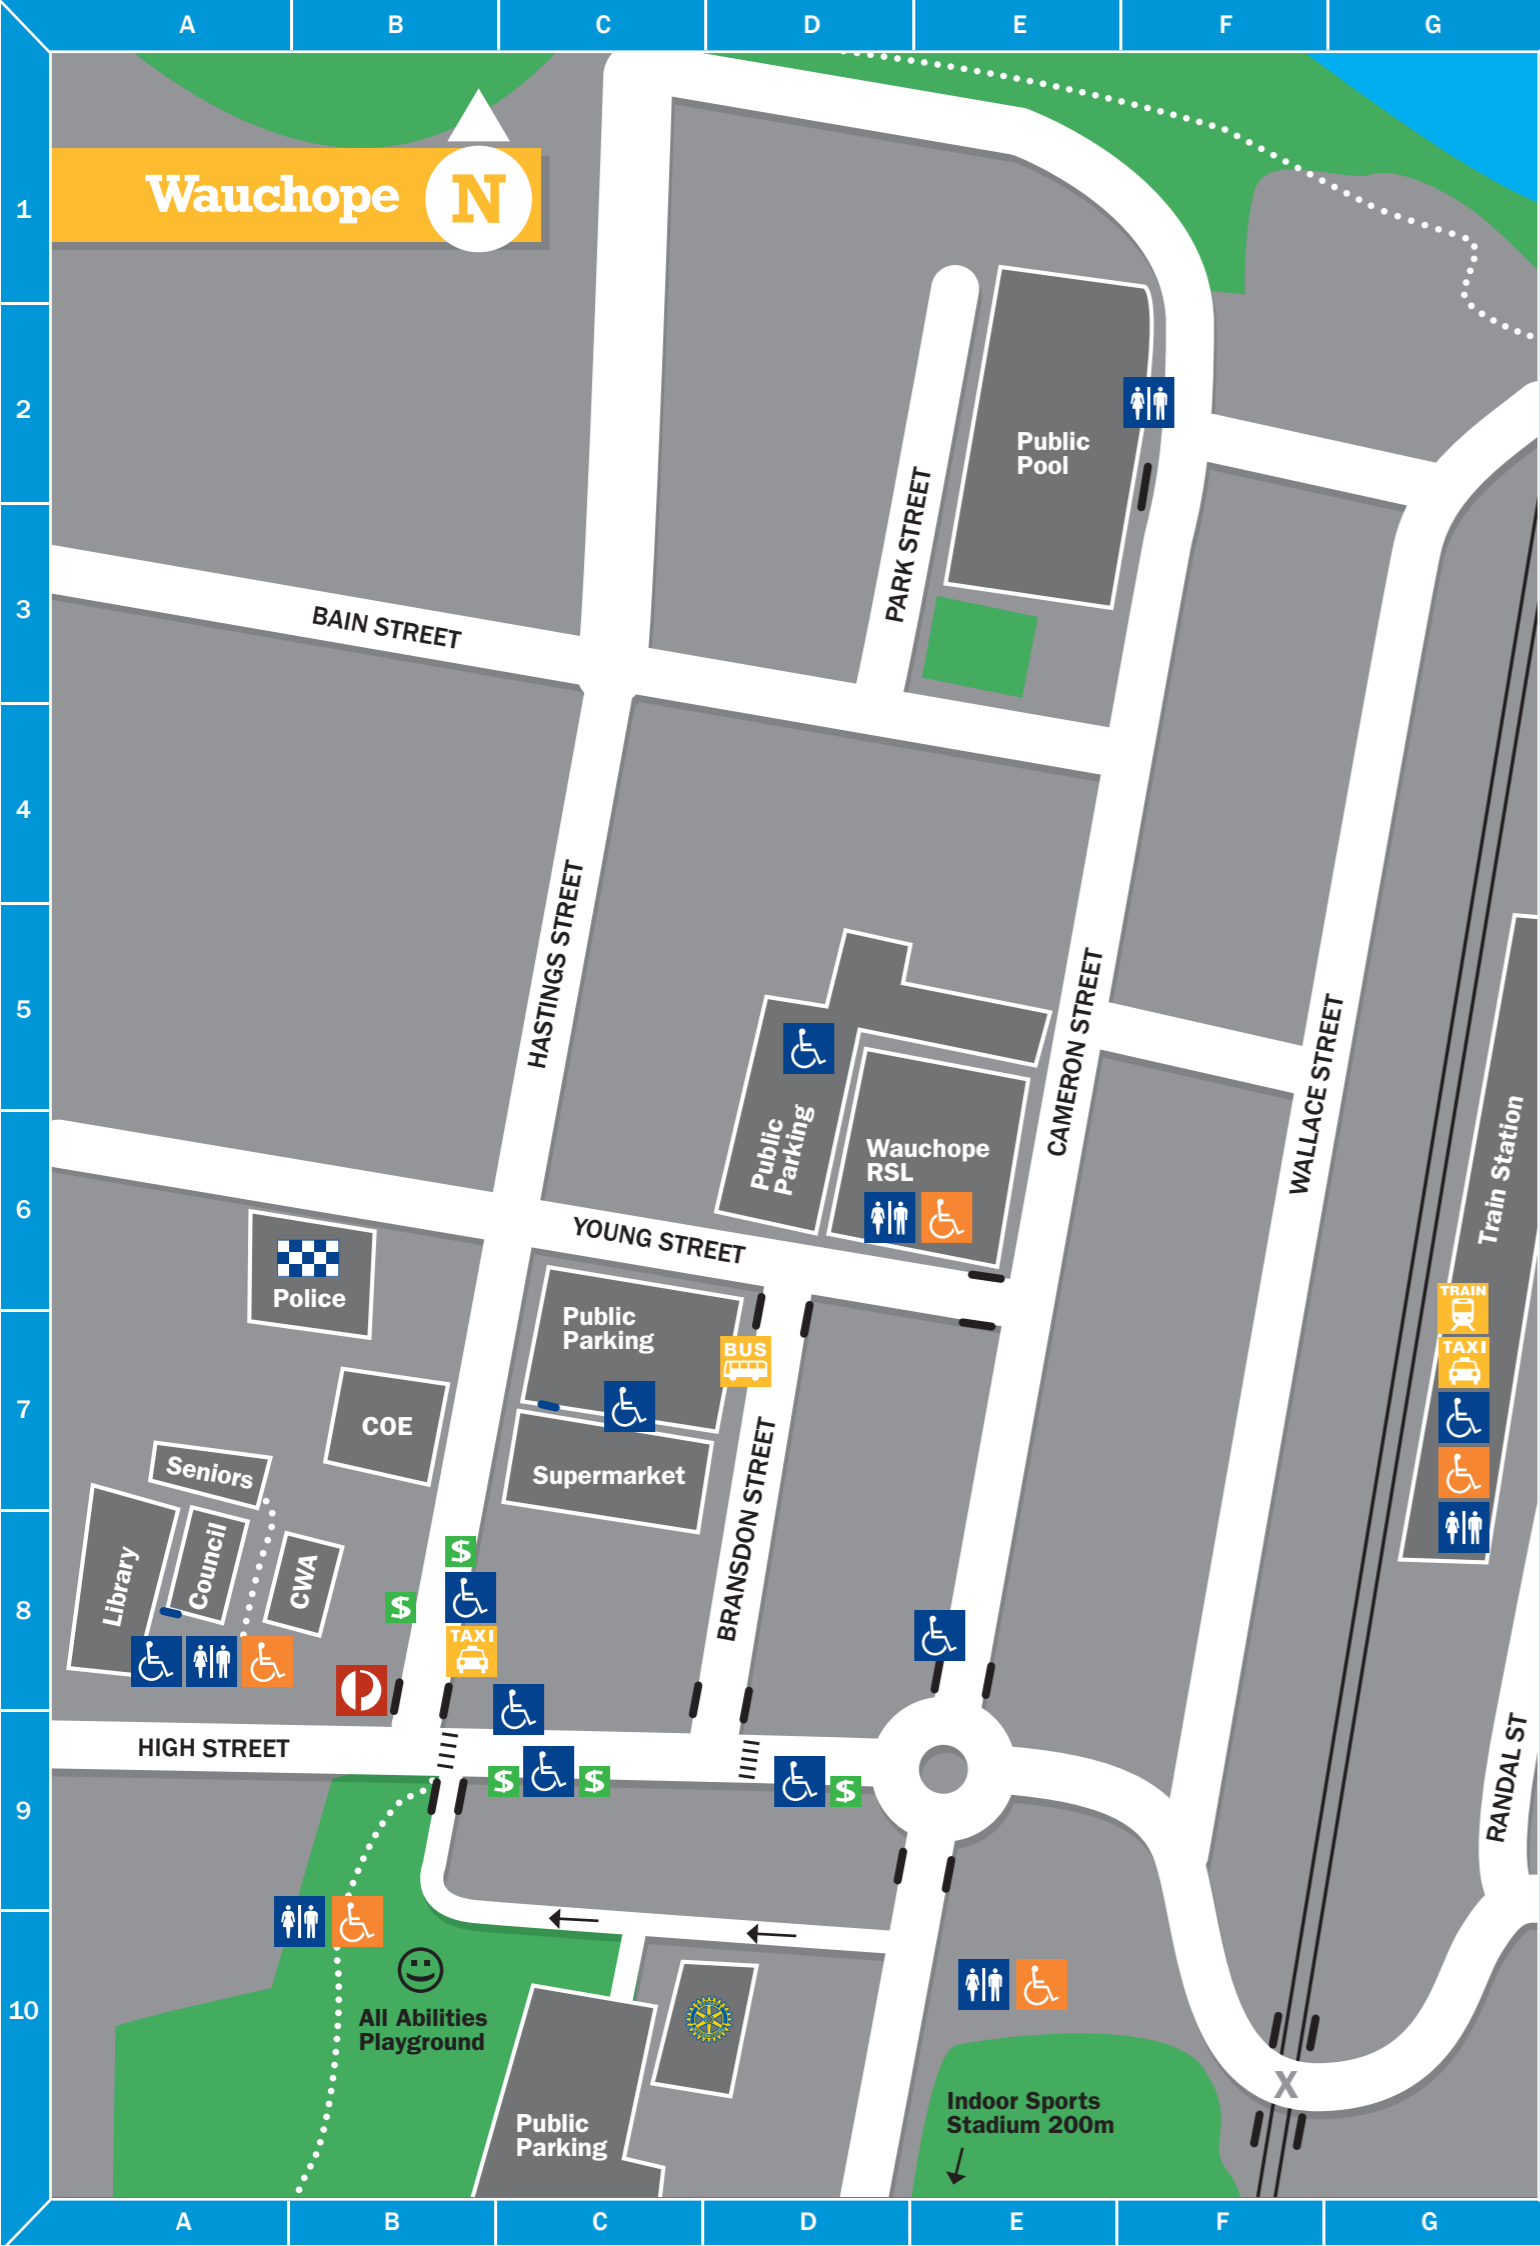 A B C D E F G
1
Wauchope N
2
Public
Pool
PARK STREET
3
BAIN STREET
4
HASTINGS STREET
5
CAMERON STREET
WALLACE STREET
Public
Parking
Wauchope
RSL
Train Station
6
YOUNG STREET
Police
TRAIN
TAXI
Public
Parking
BUS
7
COE
Seniors
Supermarket
BRANSDON STREET
Library
Council
CWA
$
$
8
TAXI
HIGH STREET
RANDAL ST
$ $ $
9
10
All Abilities
Playground
X
Indoor Sports
Stadium 200m
Public
Parking
A B C D E F G